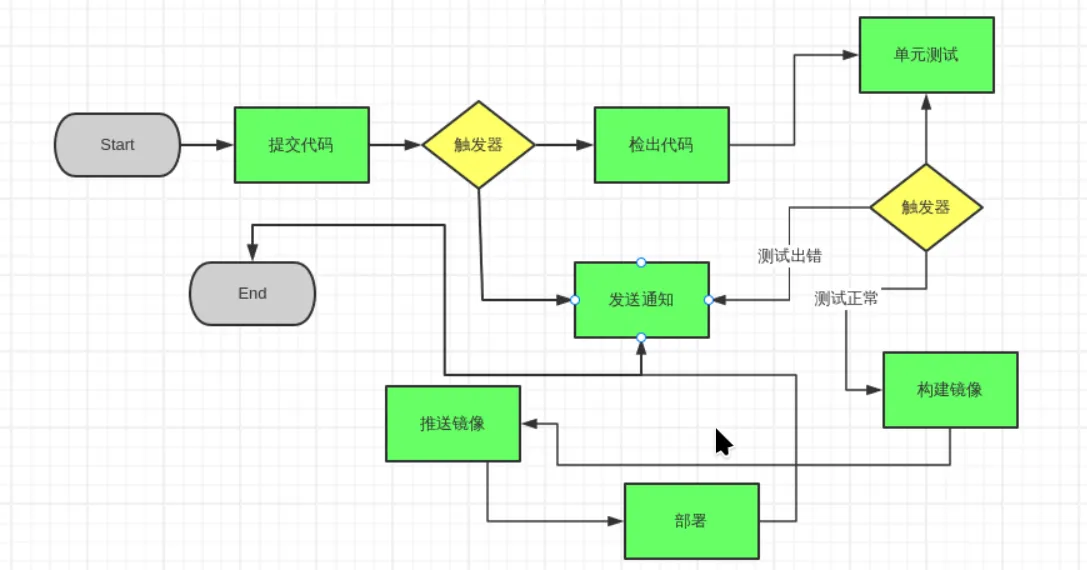 单元测试
Start
提交代码
触发器
检出代码
触发器
测试出错
End
发送通知
测试正常
构建镜像
推送镜像
部署